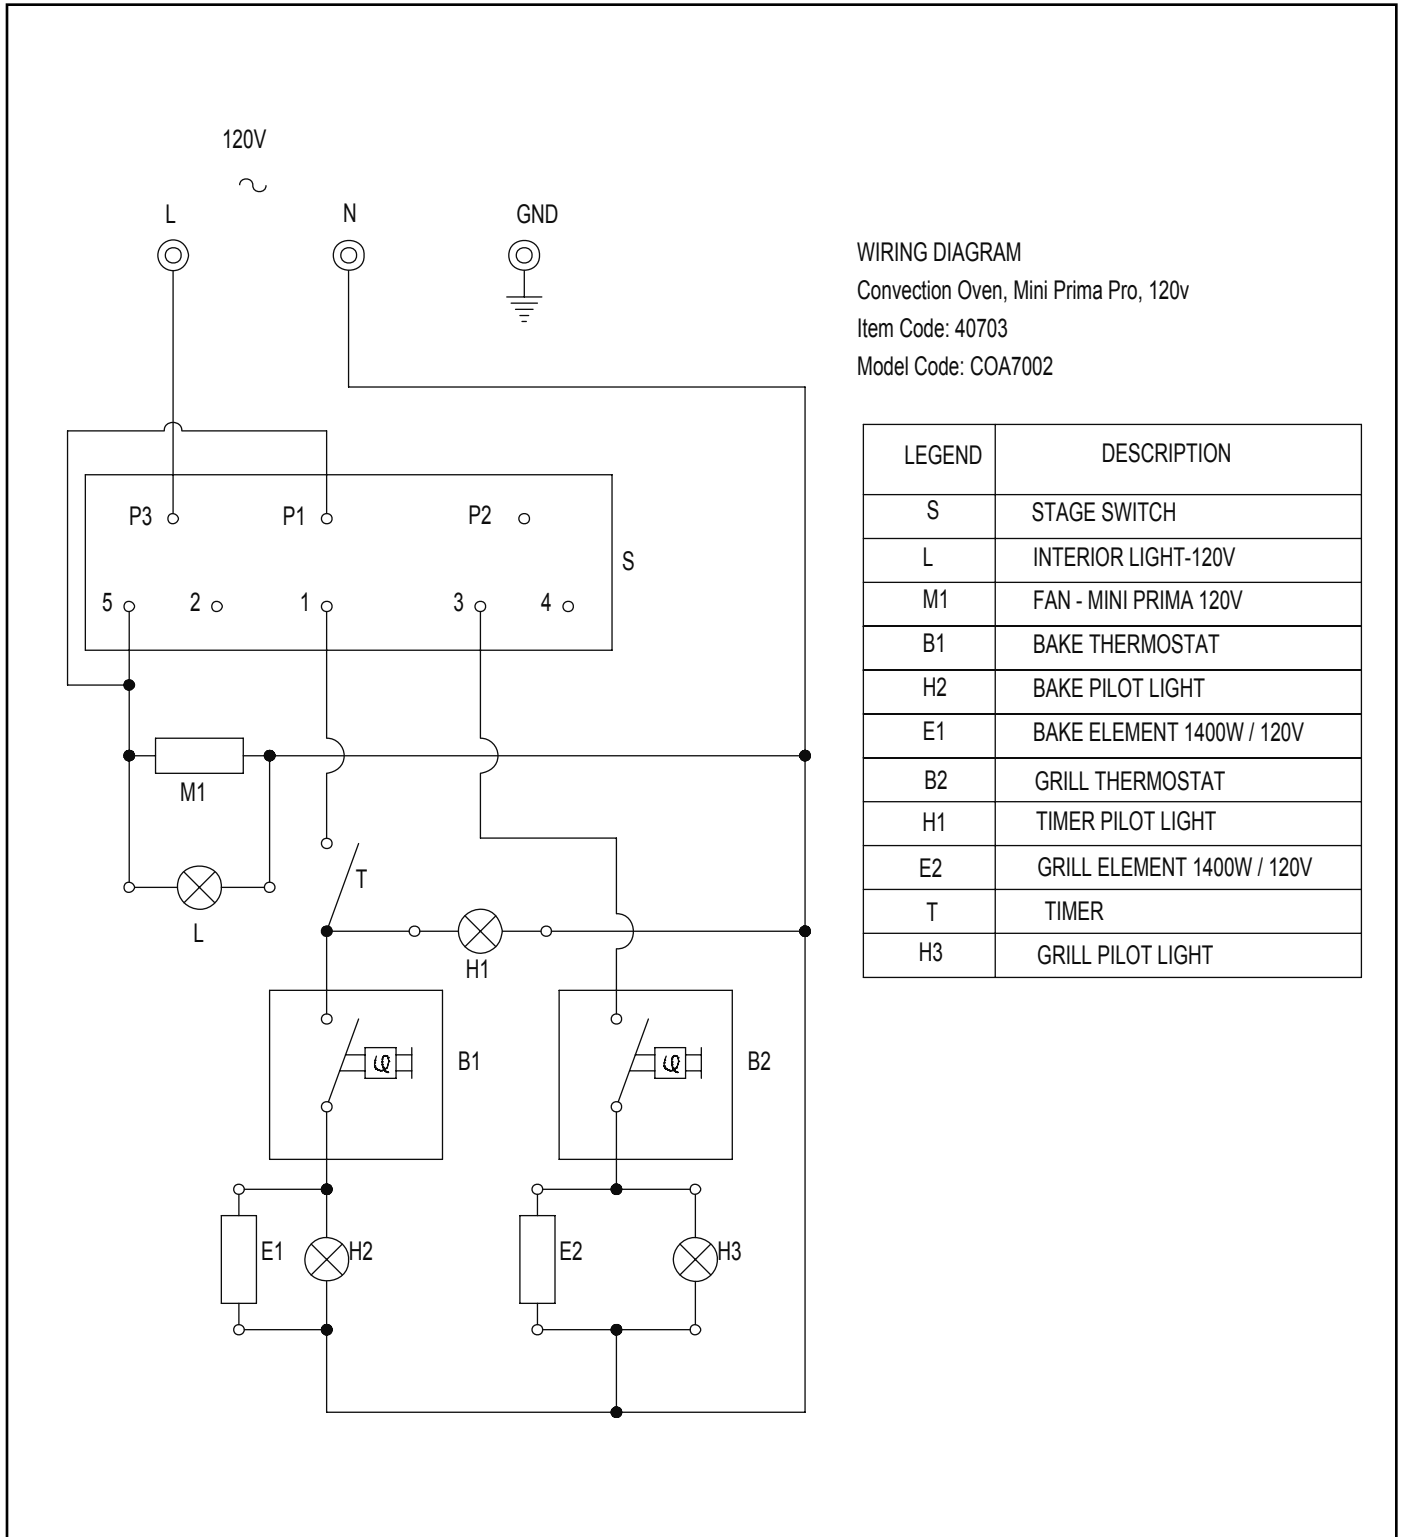 120V
L
N
GND
WIRING DIAGRAM
Convection Oven, Mini Prima Pro, 120v
Item Code: 40703
Model Code: COA7002
LEGEND DESCRIPTION
S STAGE SWITCH
L INTERIOR LIGHT-120V
M1 FAN - MINI PRIMA 120V
B1 BAKE THERMOSTAT
H2 BAKE PILOT LIGHT
E1 BAKE ELEMENT 1400W / 120V
B2 GRILL THERMOSTAT
H1 TIMER PILOT LIGHT
E2 GRILL ELEMENT 1400W / 120V
T TIMER
H3 GRILL PILOT LIGHT
P3
P1
P2
S
5
2
1
3
4
M1
T
L
H1
B1
B2
E1
H2
E2
H3